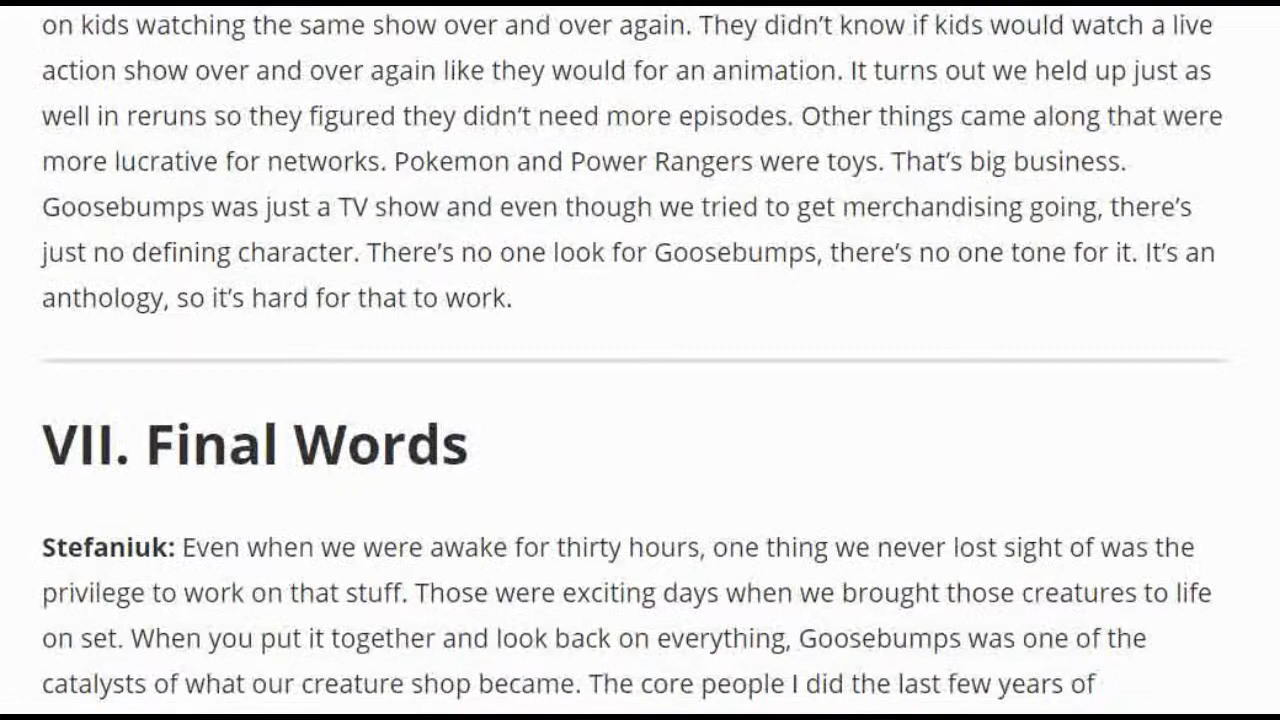 on kids watching the same show over and over again. They didn’t know if kids would watch a live
action show over and over again like they would for an animation. It turns out we held up just as
well in reruns so they figured they didn’t need more episodes. Other things came along that were
more lucrative for networks. Pokemon and Power Rangers were toys. That’s big business.
Goosebumps was just a TV show and even though we tried to get merchandising going, there’s
just no defining character. There’s no one look for Goosebumps, there’s no one tone for it. It’s an
anthology, so it’s hard for that to work.
VII. Final Words
Stefaniuk: Even when we were awake for thirty hours, one thing we never lost sight of was the
privilege to work on that stuff. Those were exciting days when we brought those creatures to life
on set. When you put it together and look back on everything, Goosebumps was one of the
catalysts of what our creature shop became. The core people I did the last few years of